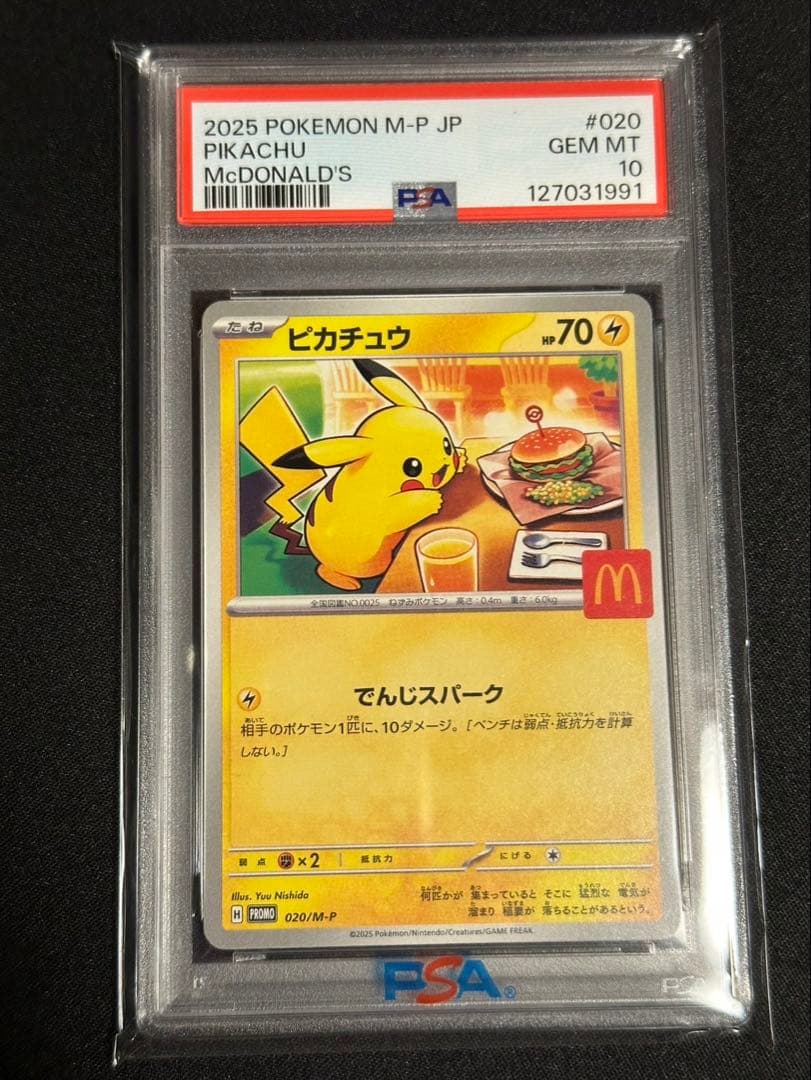 2025 POKEMON M-P JP #020
PIKACHU GEM MT
McDONALD'S 10
PSA 127031991
たね ピカチュウ HP70
全国図鑑NO.0025 ねずみポケモン 高さ:0.4m 重さ:6.0kg
でんじスパーク
相手のポケモン1匹に、10ダメージ。[ベンチは弱点・抵抗力を計算
しない。]
弱点 ×2 抵抗力 にげる
Illus. Yuu Nishida
何匹かが 集まっていると そこに 猛烈な 電気が
溜まり 稲妻が 落ちることがあるという。
H PROMO 020/M-P
©2025 Pokémon/Nintendo/Creatures/GAME FREAK.
PSA®